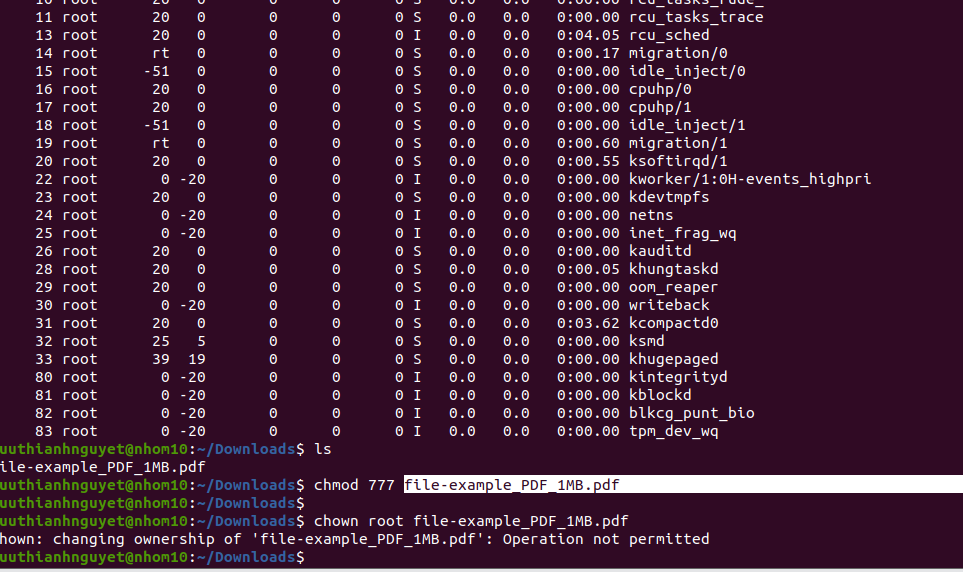 10 root 20 0 0 0 0 S 0.0 0.0 0:00.00 rcu_tasks_rude_
11 root 20 0 0 0 0 S 0.0 0.0 0:00.00 rcu_tasks_trace
13 root 20 0 0 0 0 I 0.0 0.0 0:04.05 rcu_sched
14 root rt 0 0 0 0 S 0.0 0.0 0:00.17 migration/0
15 root -51 0 0 0 0 S 0.0 0.0 0:00.00 idle_inject/0
16 root 20 0 0 0 0 S 0.0 0.0 0:00.00 cpuhp/0
17 root 20 0 0 0 0 S 0.0 0.0 0:00.00 cpuhp/1
18 root -51 0 0 0 0 S 0.0 0.0 0:00.00 idle_inject/1
19 root rt 0 0 0 0 S 0.0 0.0 0:00.60 migration/1
20 root 20 0 0 0 0 S 0.0 0.0 0:00.55 ksoftirqd/1
22 root 0 -20 0 0 0 I 0.0 0.0 0:00.00 kworker/1:0H-events_highpri
23 root 20 0 0 0 0 S 0.0 0.0 0:00.00 kdevtmpfs
24 root 0 -20 0 0 0 I 0.0 0.0 0:00.00 netns
25 root 0 -20 0 0 0 I 0.0 0.0 0:00.00 inet_frag_wq
26 root 20 0 0 0 0 S 0.0 0.0 0:00.00 kauditd
28 root 20 0 0 0 0 S 0.0 0.0 0:00.05 khungtaskd
29 root 20 0 0 0 0 S 0.0 0.0 0:00.00 oom_reaper
30 root 0 -20 0 0 0 I 0.0 0.0 0:00.00 writeback
31 root 20 0 0 0 0 S 0.0 0.0 0:03.62 kcompactd0
32 root 25 5 0 0 0 S 0.0 0.0 0:00.00 ksmd
33 root 39 19 0 0 0 S 0.0 0.0 0:00.00 khugepaged
80 root 0 -20 0 0 0 I 0.0 0.0 0:00.00 kintegrityd
81 root 0 -20 0 0 0 I 0.0 0.0 0:00.00 kblockd
82 root 0 -20 0 0 0 I 0.0 0.0 0:00.00 blkcg_punt_bio
83 root 0 -20 0 0 0 I 0.0 0.0 0:00.00 tpm_dev_wq
uuthianhnguyet@nhom10:~/Downloads$ ls
ile-example_PDF_1MB.pdf
uuthianhnguyet@nhom10:~/Downloads$ chmod 777 file-example_PDF_1MB.pdf
uuthianhnguyet@nhom10:~/Downloads$
uuthianhnguyet@nhom10:~/Downloads$ chown root file-example_PDF_1MB.pdf
hown: changing ownership of 'file-example_PDF_1MB.pdf': Operation not permitted
uuthianhnguyet@nhom10:~/Downloads$